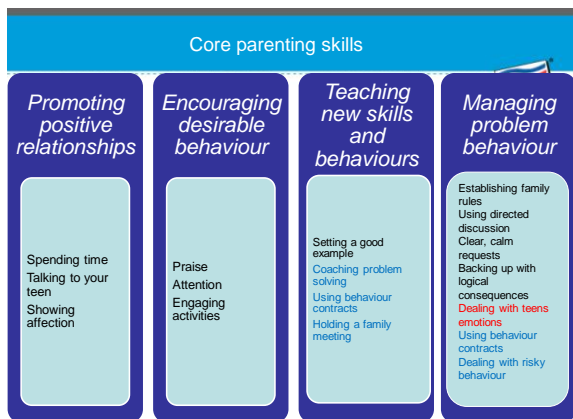 Core parenting skills
Promoting
positive
relationships
Spending time
Talking to your
teen
Showing
affection
Encouraging
desirable
behaviour
Praise
Attention
Engaging
activities
Teaching
new skills
and
behaviours
Setting a good
example
Coaching problem
solving
Using behaviour
contracts
Holding a family
meeting
Managing
problem
behaviour
Establishing family
rules
Using directed
discussion
Clear, calm
requests
Backing up with
logical
consequences
Dealing with teens
emotions
Using behaviour
contracts
Dealing with risky
behaviour